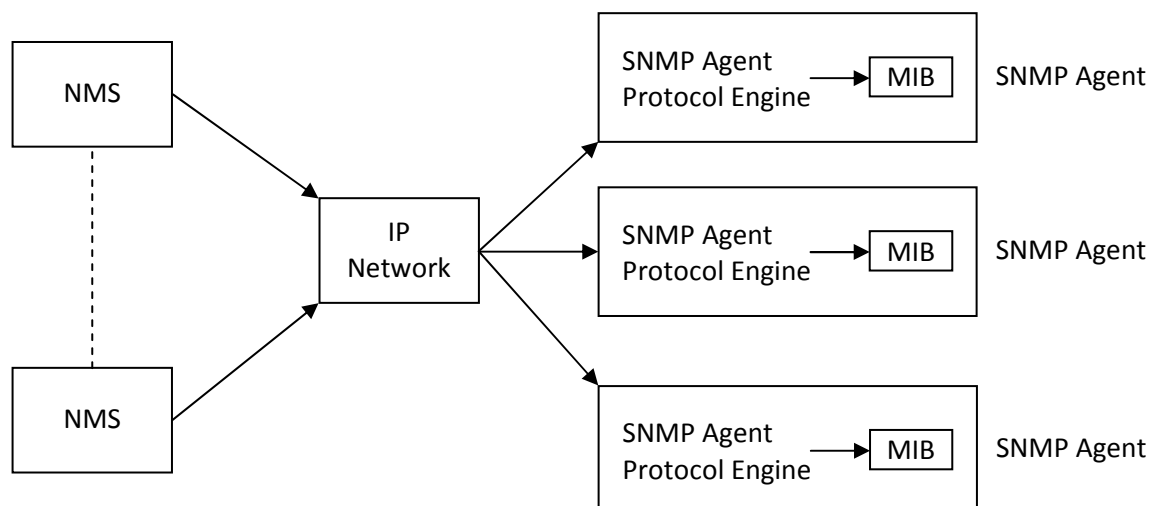 NMS
NMS
IP
Network
SNMP Agent
Protocol Engine
MIB
SNMP Agent
SNMP Agent
Protocol Engine
MIB
SNMP Agent
SNMP Agent
Protocol Engine
MIB
SNMP Agent